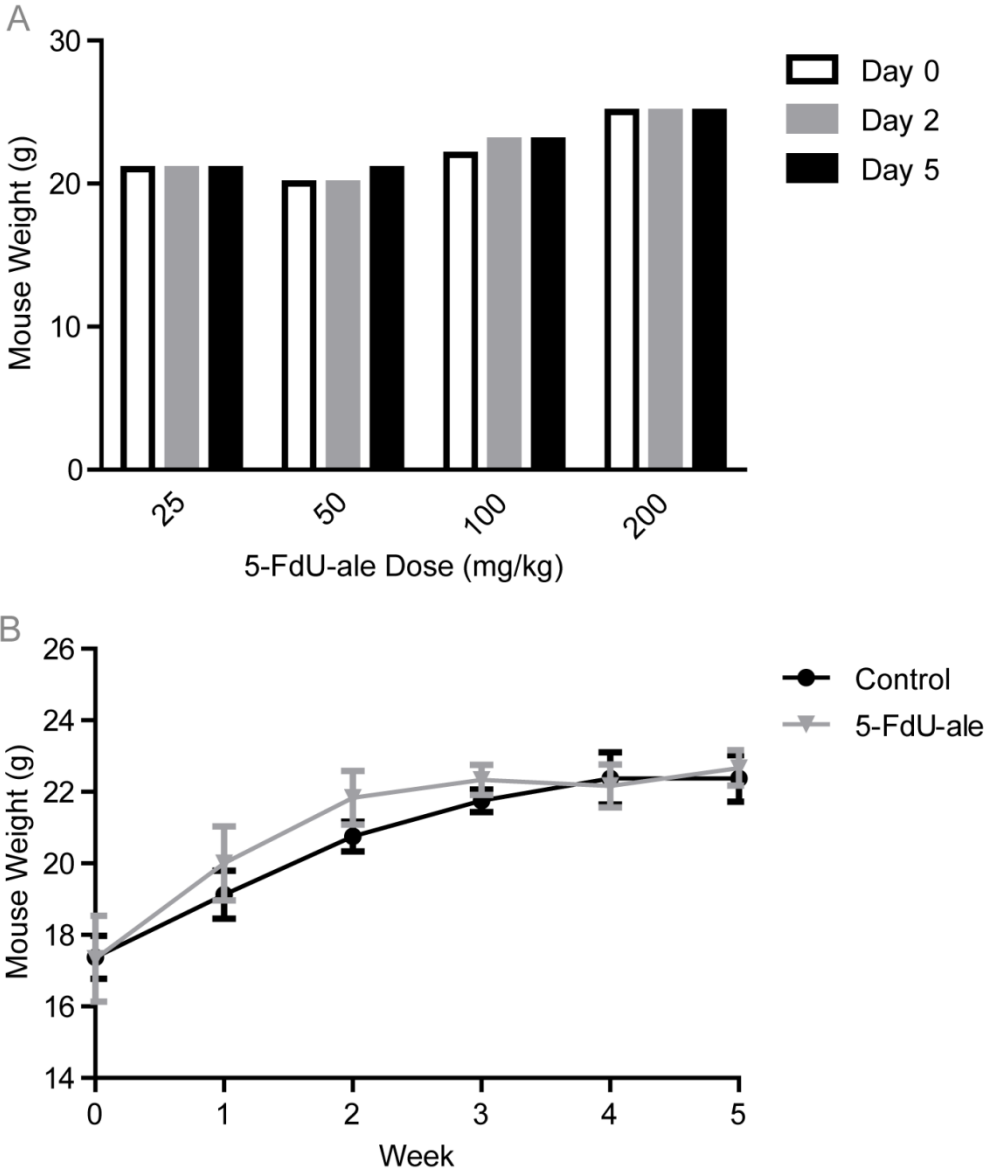 A
30
20
10
0
Mouse Weight (g)
25 50 100 200
5-FdU-ale Dose (mg/kg)
Day 0
Day 2
Day 5
B
26
24
22
20
18
16
14
Mouse Weight (g)
0 1 2 3 4 5
Week
Control
5-FdU-ale